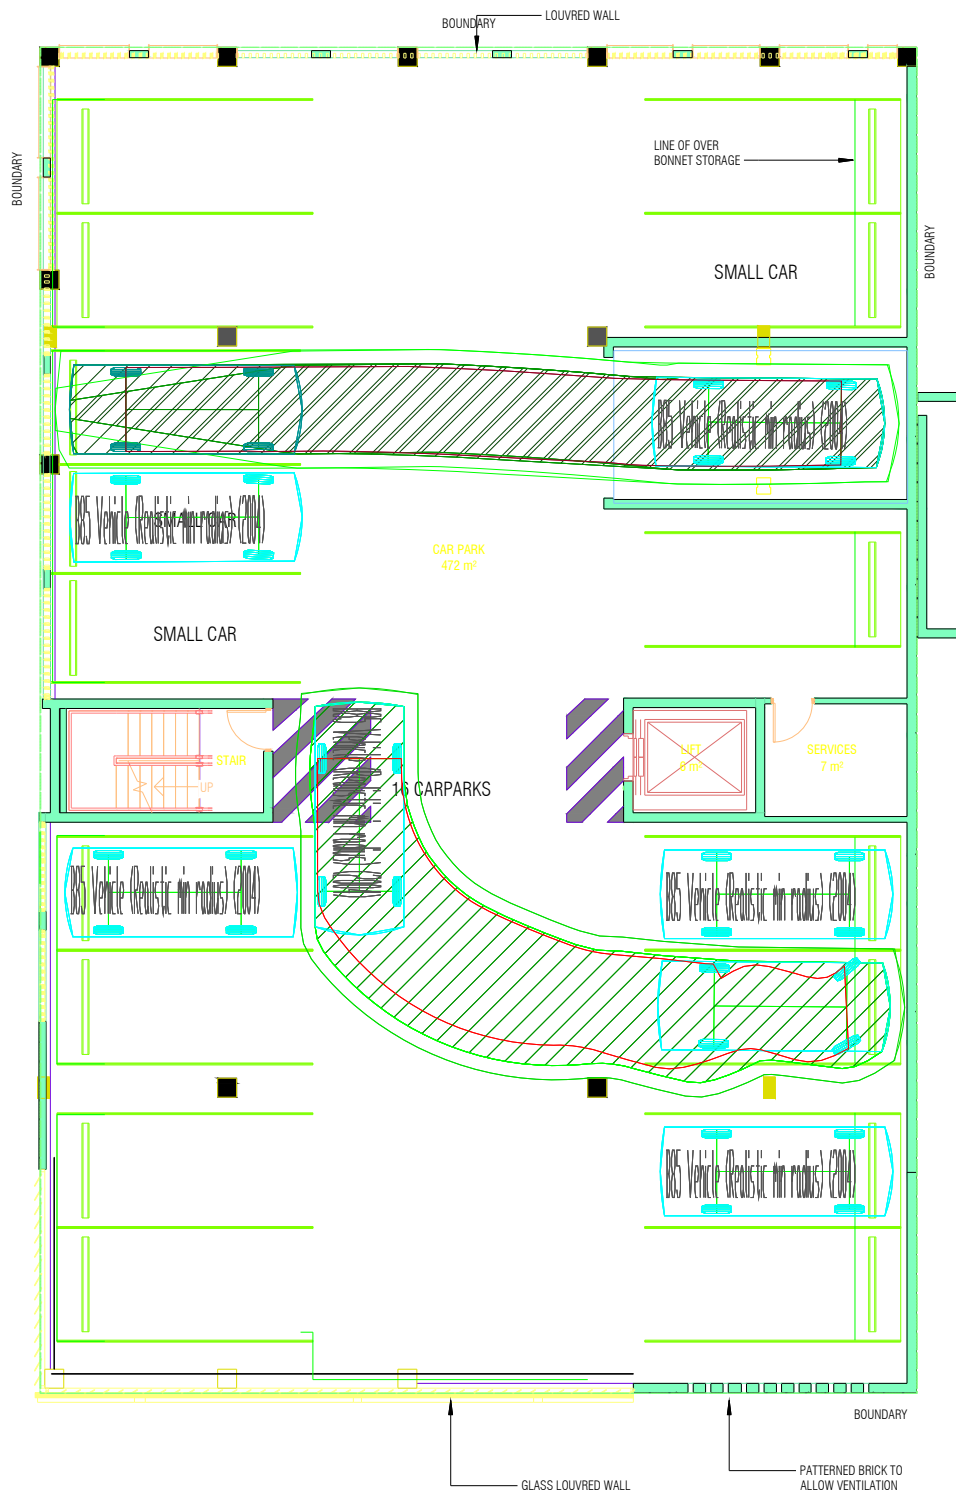 LOUVRED WALL
BOUNDARY
LINE OF OVER
BONNET STORAGE
BOUNDARY
BOUNDARY
SMALL CAR
B85 Vehicle (Realistic min radius) (2004)
B85 Vehicle (Realistic min radius) (2004)
SMALL CAR
CAR PARK
472 m²
SMALL CAR
STAIR
UP
LIFT
SERVICES
7 m²
16 CARPARKS
B85 Vehicle (Realistic min radius) (2004)
B85 Vehicle (Realistic min radius) (2004)
B85 Vehicle (Realistic min radius) (2004)
BOUNDARY
PATTERNED BRICK TO
ALLOW VENTILATION
GLASS LOUVRED WALL